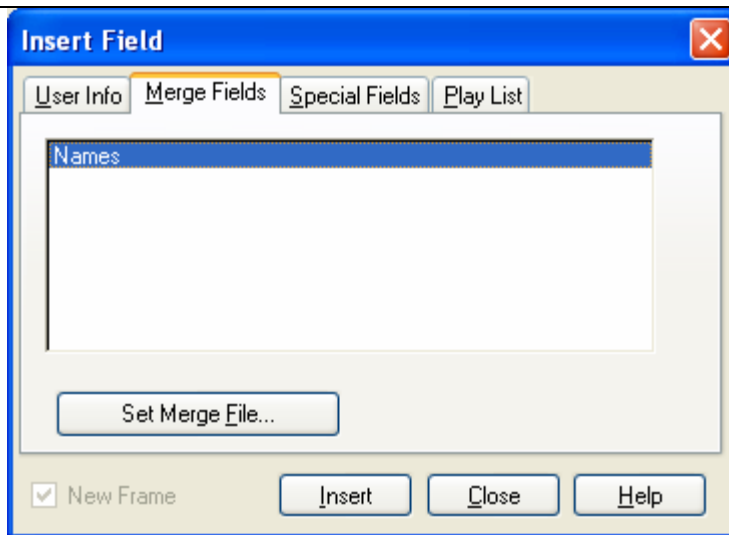 Insert Field
User Info Merge Fields Special Fields Play List
Names
Set Merge File...
New Frame Insert Close Help